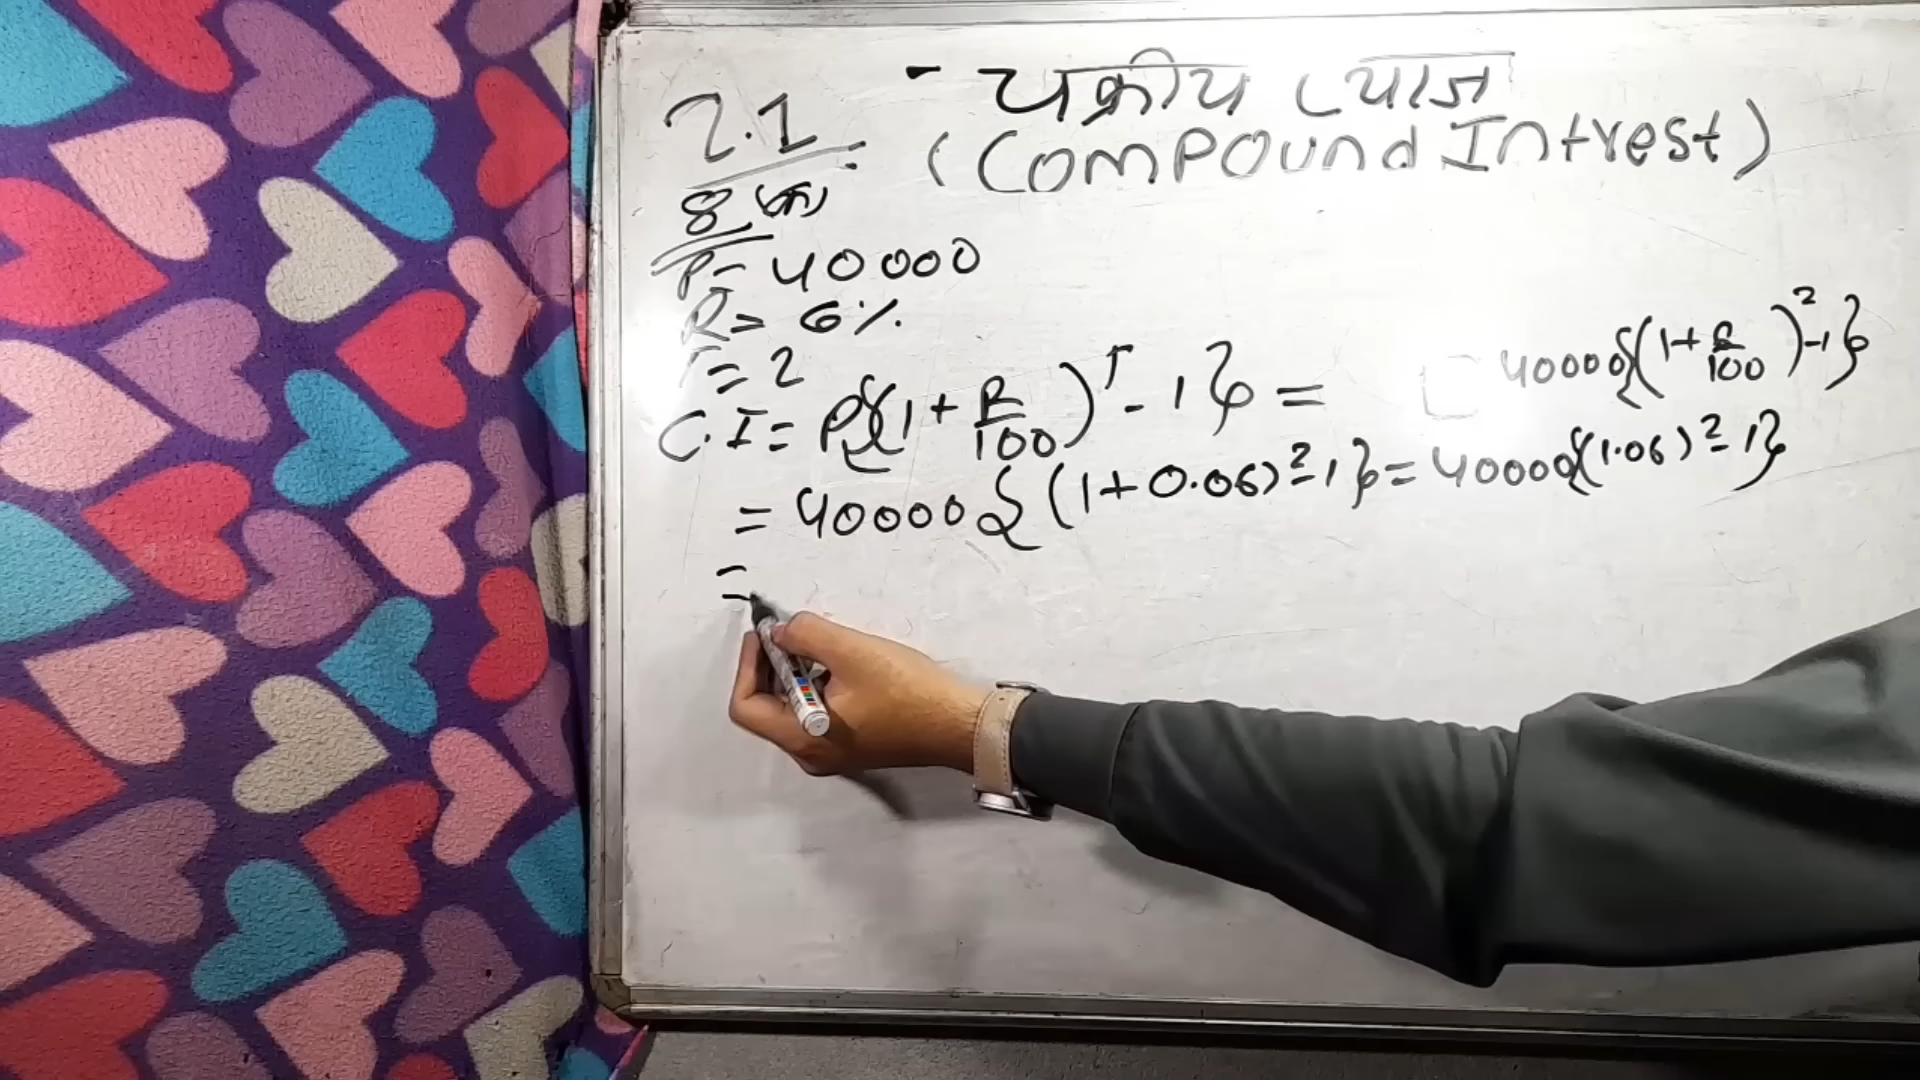 - चक्रीय ब्याज
2.1 :
(Compound Intrest)
8 (क)
P = 40000
R = 6%
T = 2
C.I = P{(1 + R/100)^T - 1} = 40000{(1 + 6/100)^2 - 1}
= 40000{(1 + 0.06)^2 - 1} = 40000{(1.06)^2 - 1}
=